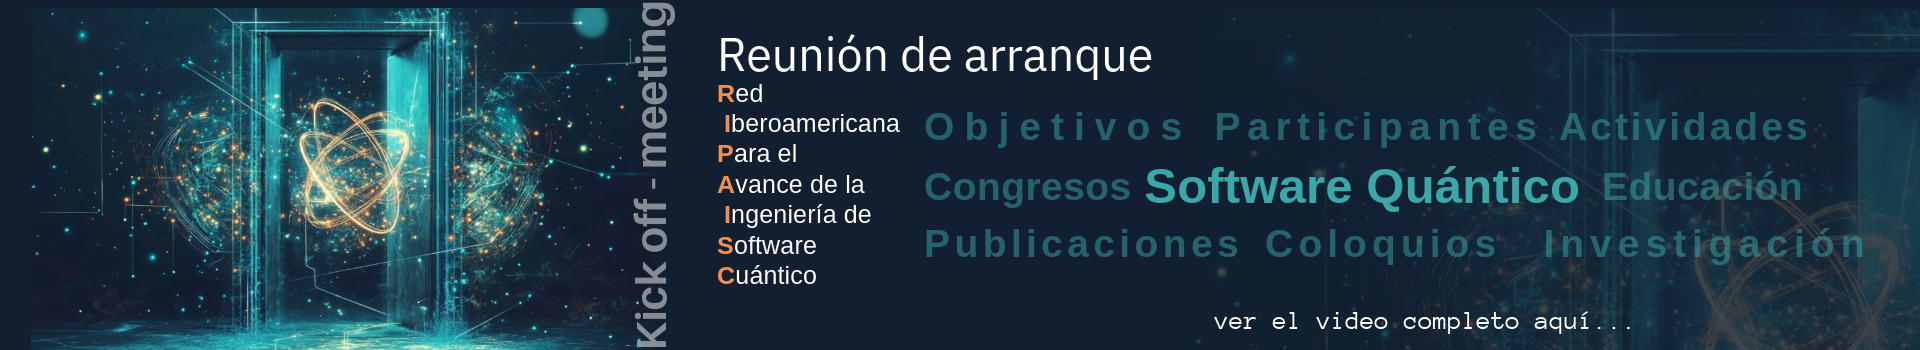 Kick off - meeting
Reunión de arranque
Red
Iberoamericana
Para el
Avance de la
Ingeniería de
Software
Cuántico
Objetivos Participantes Actividades
Congresos Software Quántico Educación
Publicaciones Coloquios Investigación
ver el video completo aquí...